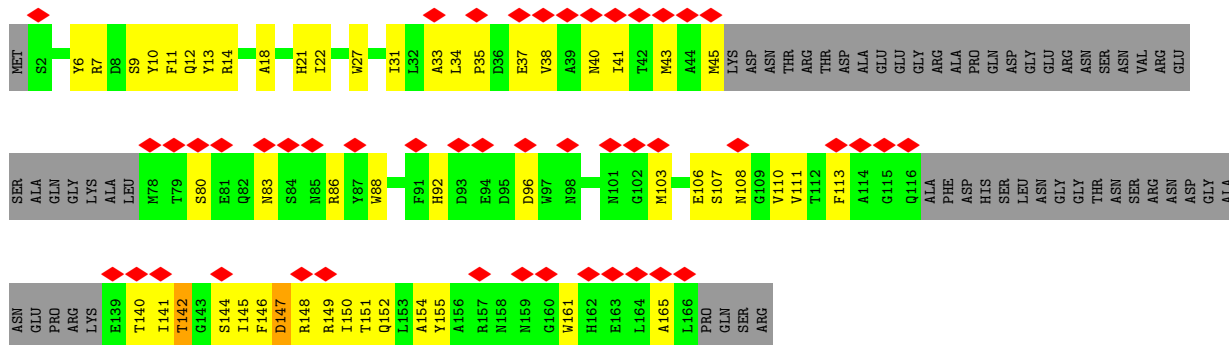 MET S2 Y6 R7 D8 S9 Y10 F11 Q12 Y13 R14 A18 H21 I22 W27 I31 L32 A33 L34 P35 D36 E37 V38 A39 N40 I41 T42 M43 A44 M45 LYS ASP ASN THR ARG THR ASP ALA GLU GLU GLY ARG ALA PRO GLN ASP GLY GLU ARG ASN SER ASN VAL ARG GLU
SER ALA GLN GLY LYS ALA LEU M78 T79 S80 E81 Q82 N83 S84 N85 R86 Y87 W88 F91 H92 D93 E94 D95 D96 W97 N98 N101 G102 M103 E106 S107 N108 G109 V110 V111 T112 F113 A114 G115 Q116 ALA PHE ASP HIS SER LEU ASN GLY GLY THR ASN SER ARG ASN ASP GLY ALA
ASN GLU PRO ARG LYS E139 T140 I141 T142 G143 S144 I145 F146 D147 R148 R149 I150 T151 Q152 L153 A154 Y155 A156 R157 N158 N159 G160 W161 H162 E163 L164 A165 L166 PRO GLN SER ARG